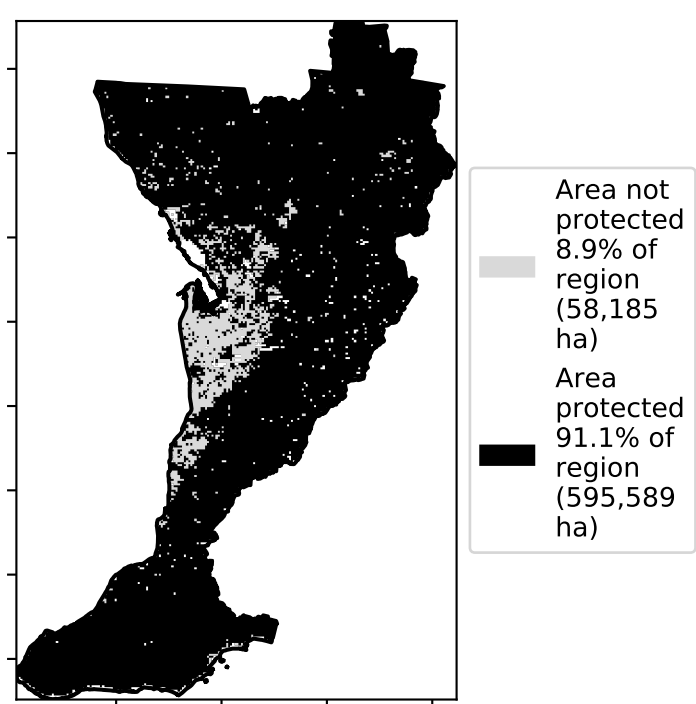 Area not
protected
8.9% of
region
(58,185
ha)
Area
protected
91.1% of
region
(595,589
ha)